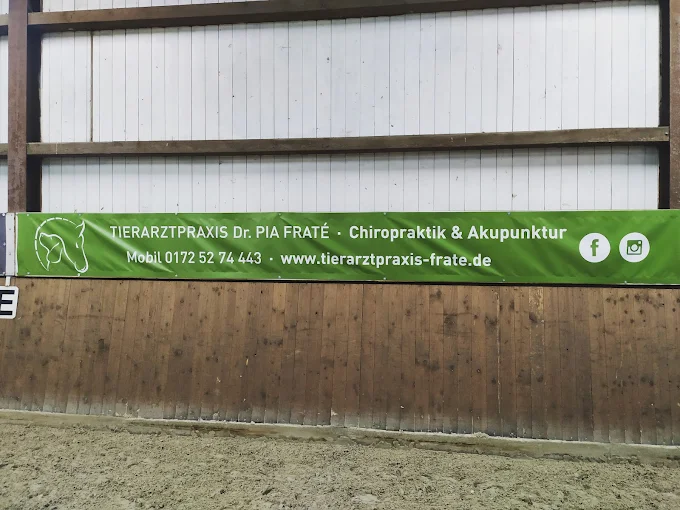 TIERARZTPRAXIS Dr. PIA FRATÉ · Chiropraktik & Akupunktur
Mobil 0172 52 74 443 · www.tierarztpraxis-frate.de
f
E